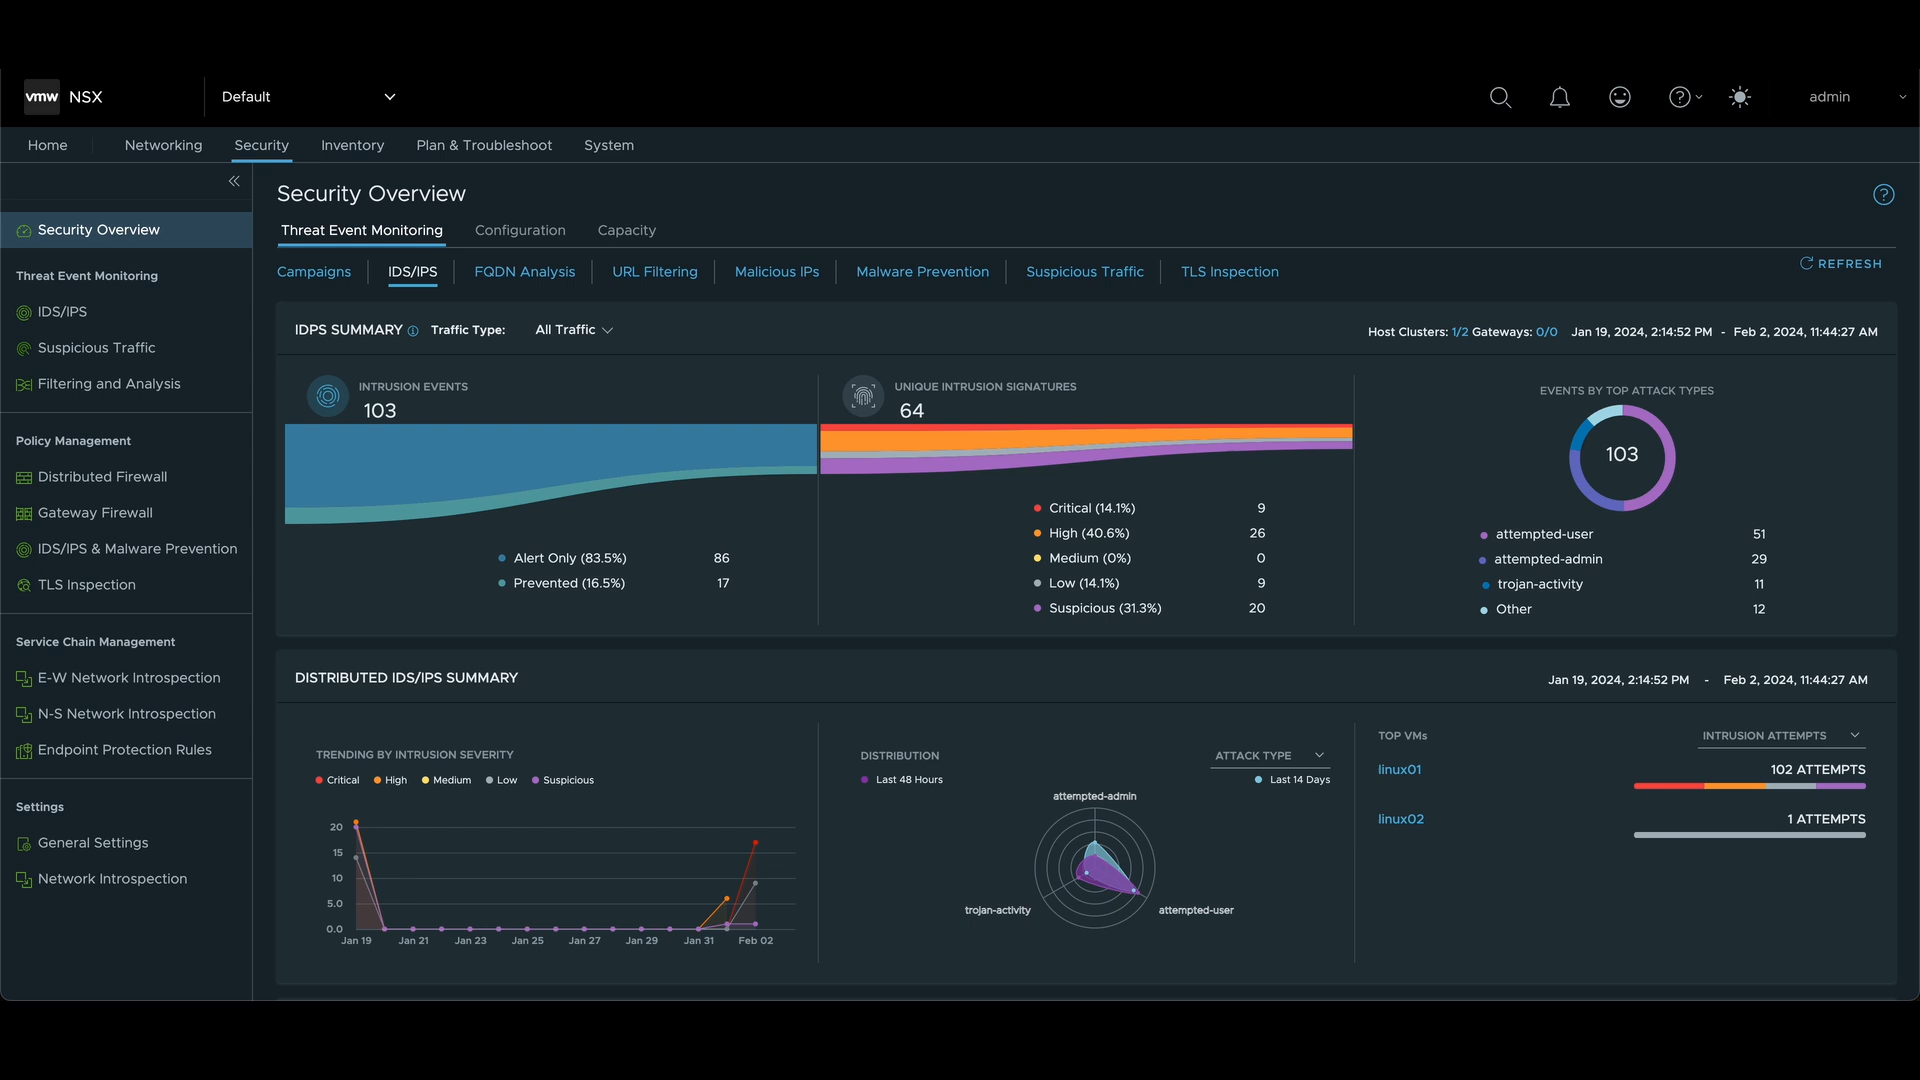 vmw NSX Default admin
Home Networking Security Inventory Plan & Troubleshoot System
Security Overview
Threat Event Monitoring
IDS/IPS
Suspicious Traffic
Filtering and Analysis
Policy Management
Distributed Firewall
Gateway Firewall
IDS/IPS & Malware Prevention
TLS Inspection
Service Chain Management
E-W Network Introspection
N-S Network Introspection
Endpoint Protection Rules
Settings
General Settings
Network Introspection
Security Overview
Threat Event Monitoring Configuration Capacity
Campaigns IDS/IPS FQDN Analysis URL Filtering Malicious IPs Malware Prevention Suspicious Traffic TLS Inspection
REFRESH
IDPS SUMMARY Traffic Type: All Traffic
Host Clusters: 1/2 Gateways: 0/0 Jan 19, 2024, 2:14:52 PM - Feb 2, 2024, 11:44:27 AM
INTRUSION EVENTS
103
Alert Only (83.5%) 86
Prevented (16.5%) 17
UNIQUE INTRUSION SIGNATURES
64
Critical (14.1%) 9
High (40.6%) 26
Medium (0%) 0
Low (14.1%) 9
Suspicious (31.3%) 20
EVENTS BY TOP ATTACK TYPES
103
attempted-user 51
attempted-admin 29
trojan-activity 11
Other 12
DISTRIBUTED IDS/IPS SUMMARY
Jan 19, 2024, 2:14:52 PM - Feb 2, 2024, 11:44:27 AM
TRENDING BY INTRUSION SEVERITY
Critical High Medium Low Suspicious
20
15
10
5.0
0.0
Jan 19 Jan 21 Jan 23 Jan 25 Jan 27 Jan 29 Jan 31 Feb 02
DISTRIBUTION ATTACK TYPE
Last 48 Hours Last 14 Days
attempted-admin
trojan-activity attempted-user
TOP VMs INTRUSION ATTEMPTS
linux01 102 ATTEMPTS
linux02 1 ATTEMPTS